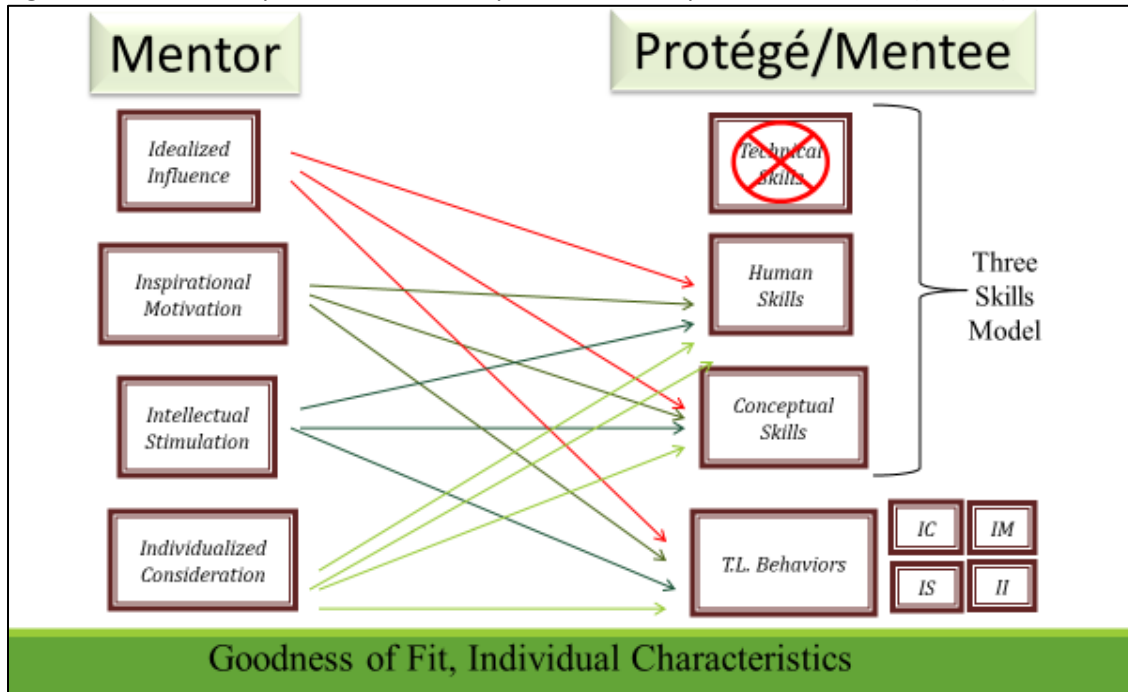 Mentor
Protégé/Mentee
Idealized
Influence
Technical
Skills
Inspirational
Motivation
Human
Skills
Three
Skills
Model
Intellectual
Stimulation
Conceptual
Skills
Individualized
Consideration
T.L. Behaviors
IC
IM
IS
II
Goodness of Fit, Individual Characteristics